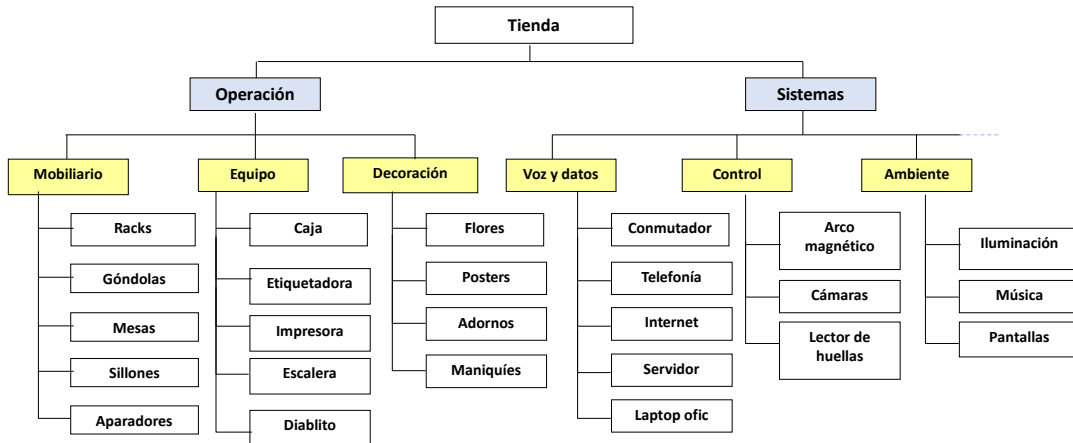 Tienda
Operación
Sistemas
Mobiliario
Equipo
Decoración
Voz y datos
Control
Ambiente
Racks
Góndolas
Mesas
Sillones
Aparadores
Caja
Etiquetadora
Impresora
Escalera
Diablito
Flores
Posters
Adornos
Maniquíes
Conmutador
Telefonía
Internet
Servidor
Laptop ofic
Arco
magnético
Cámaras
Lector de
huellas
Iluminación
Música
Pantallas